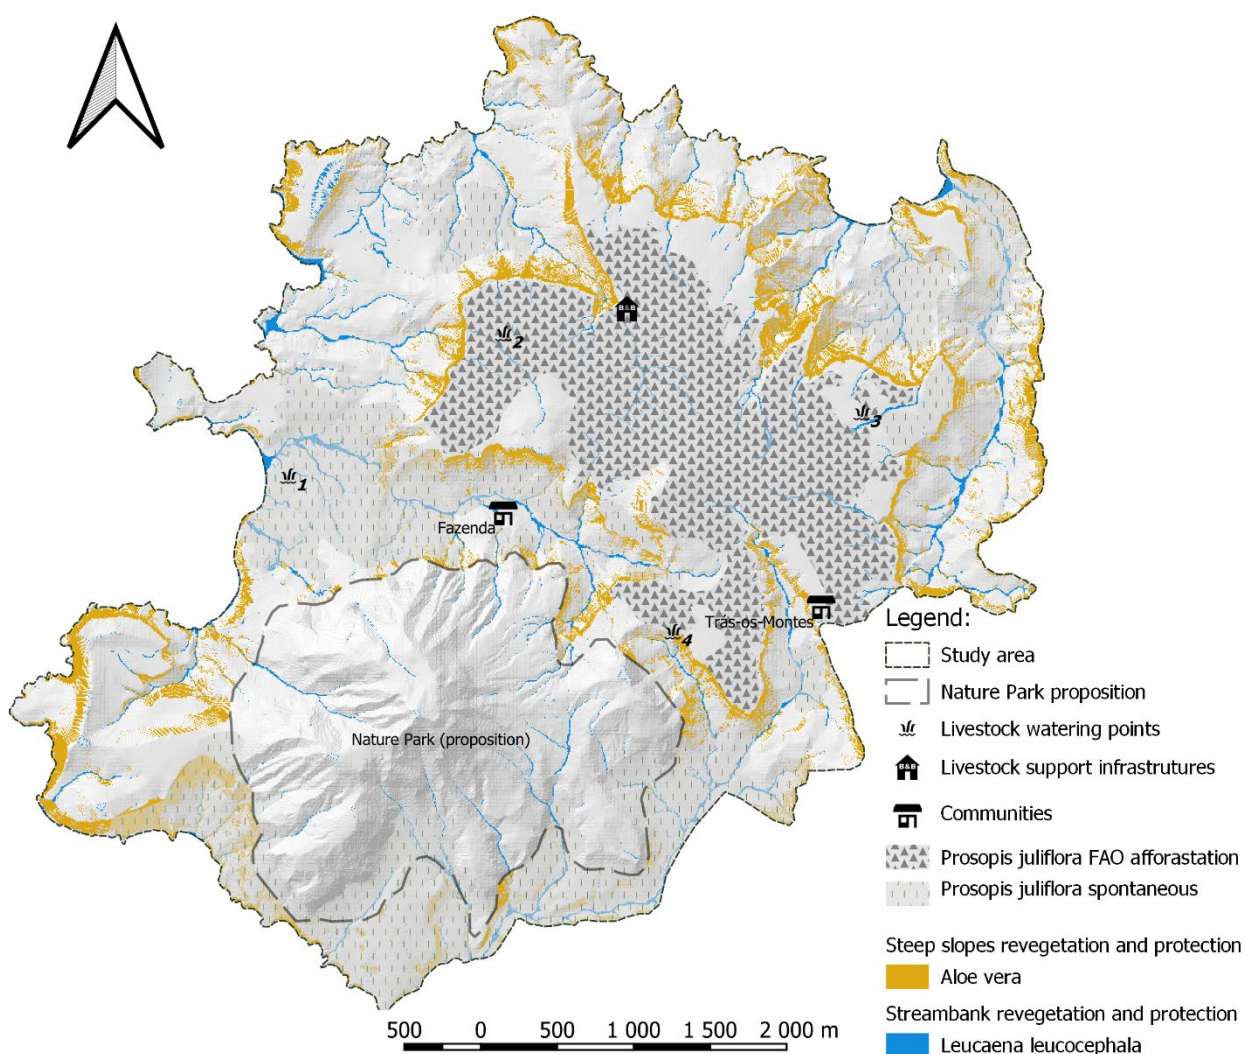 B&B
2
3
1
Fazenda
Trás-os-Montes
4
Nature Park (proposition)
Legend:
Study area
Nature Park proposition
Livestock watering points
B&B
Livestock support infrastrutures
Communities
Prosopis juliflora FAO afforastation
Prosopis juliflora spontaneous
Steep slopes revegetation and protection
Aloe vera
Streambank revegetation and protection
Leucaena leucocephala
500 0 500 1 000 1 500 2 000 m